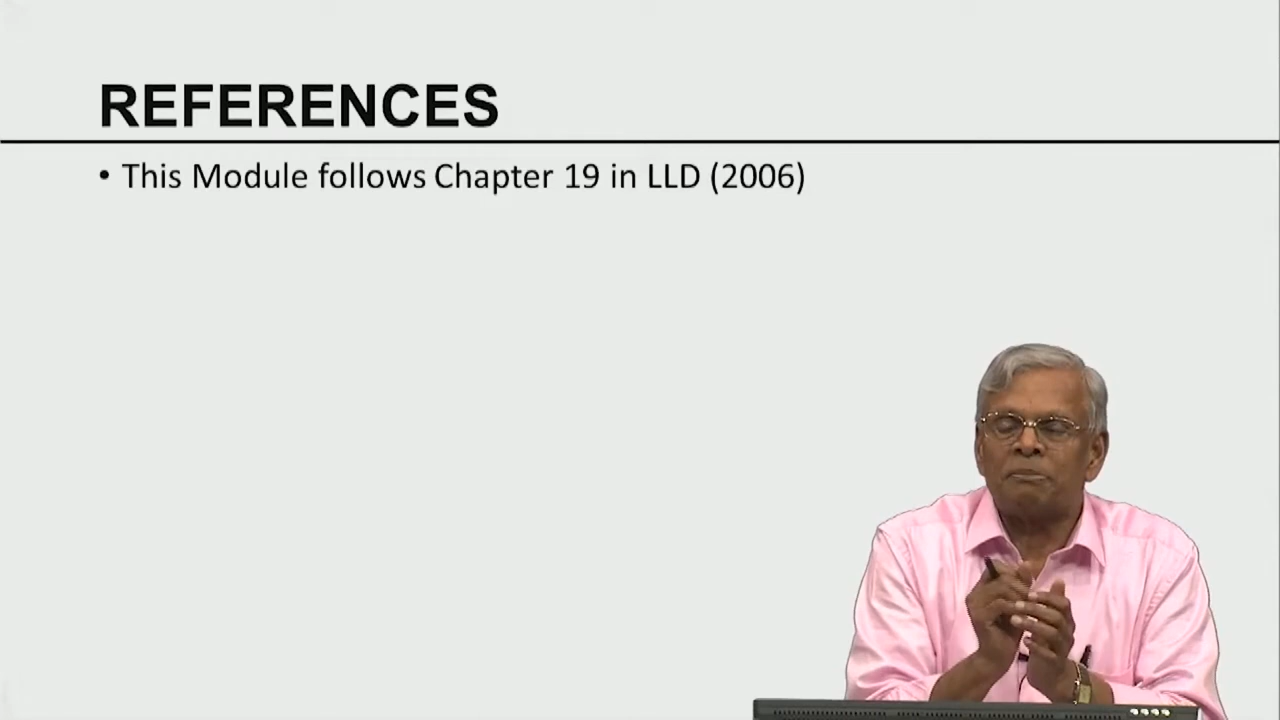 REFERENCES
• This Module follows Chapter 19 in LLD (2006)